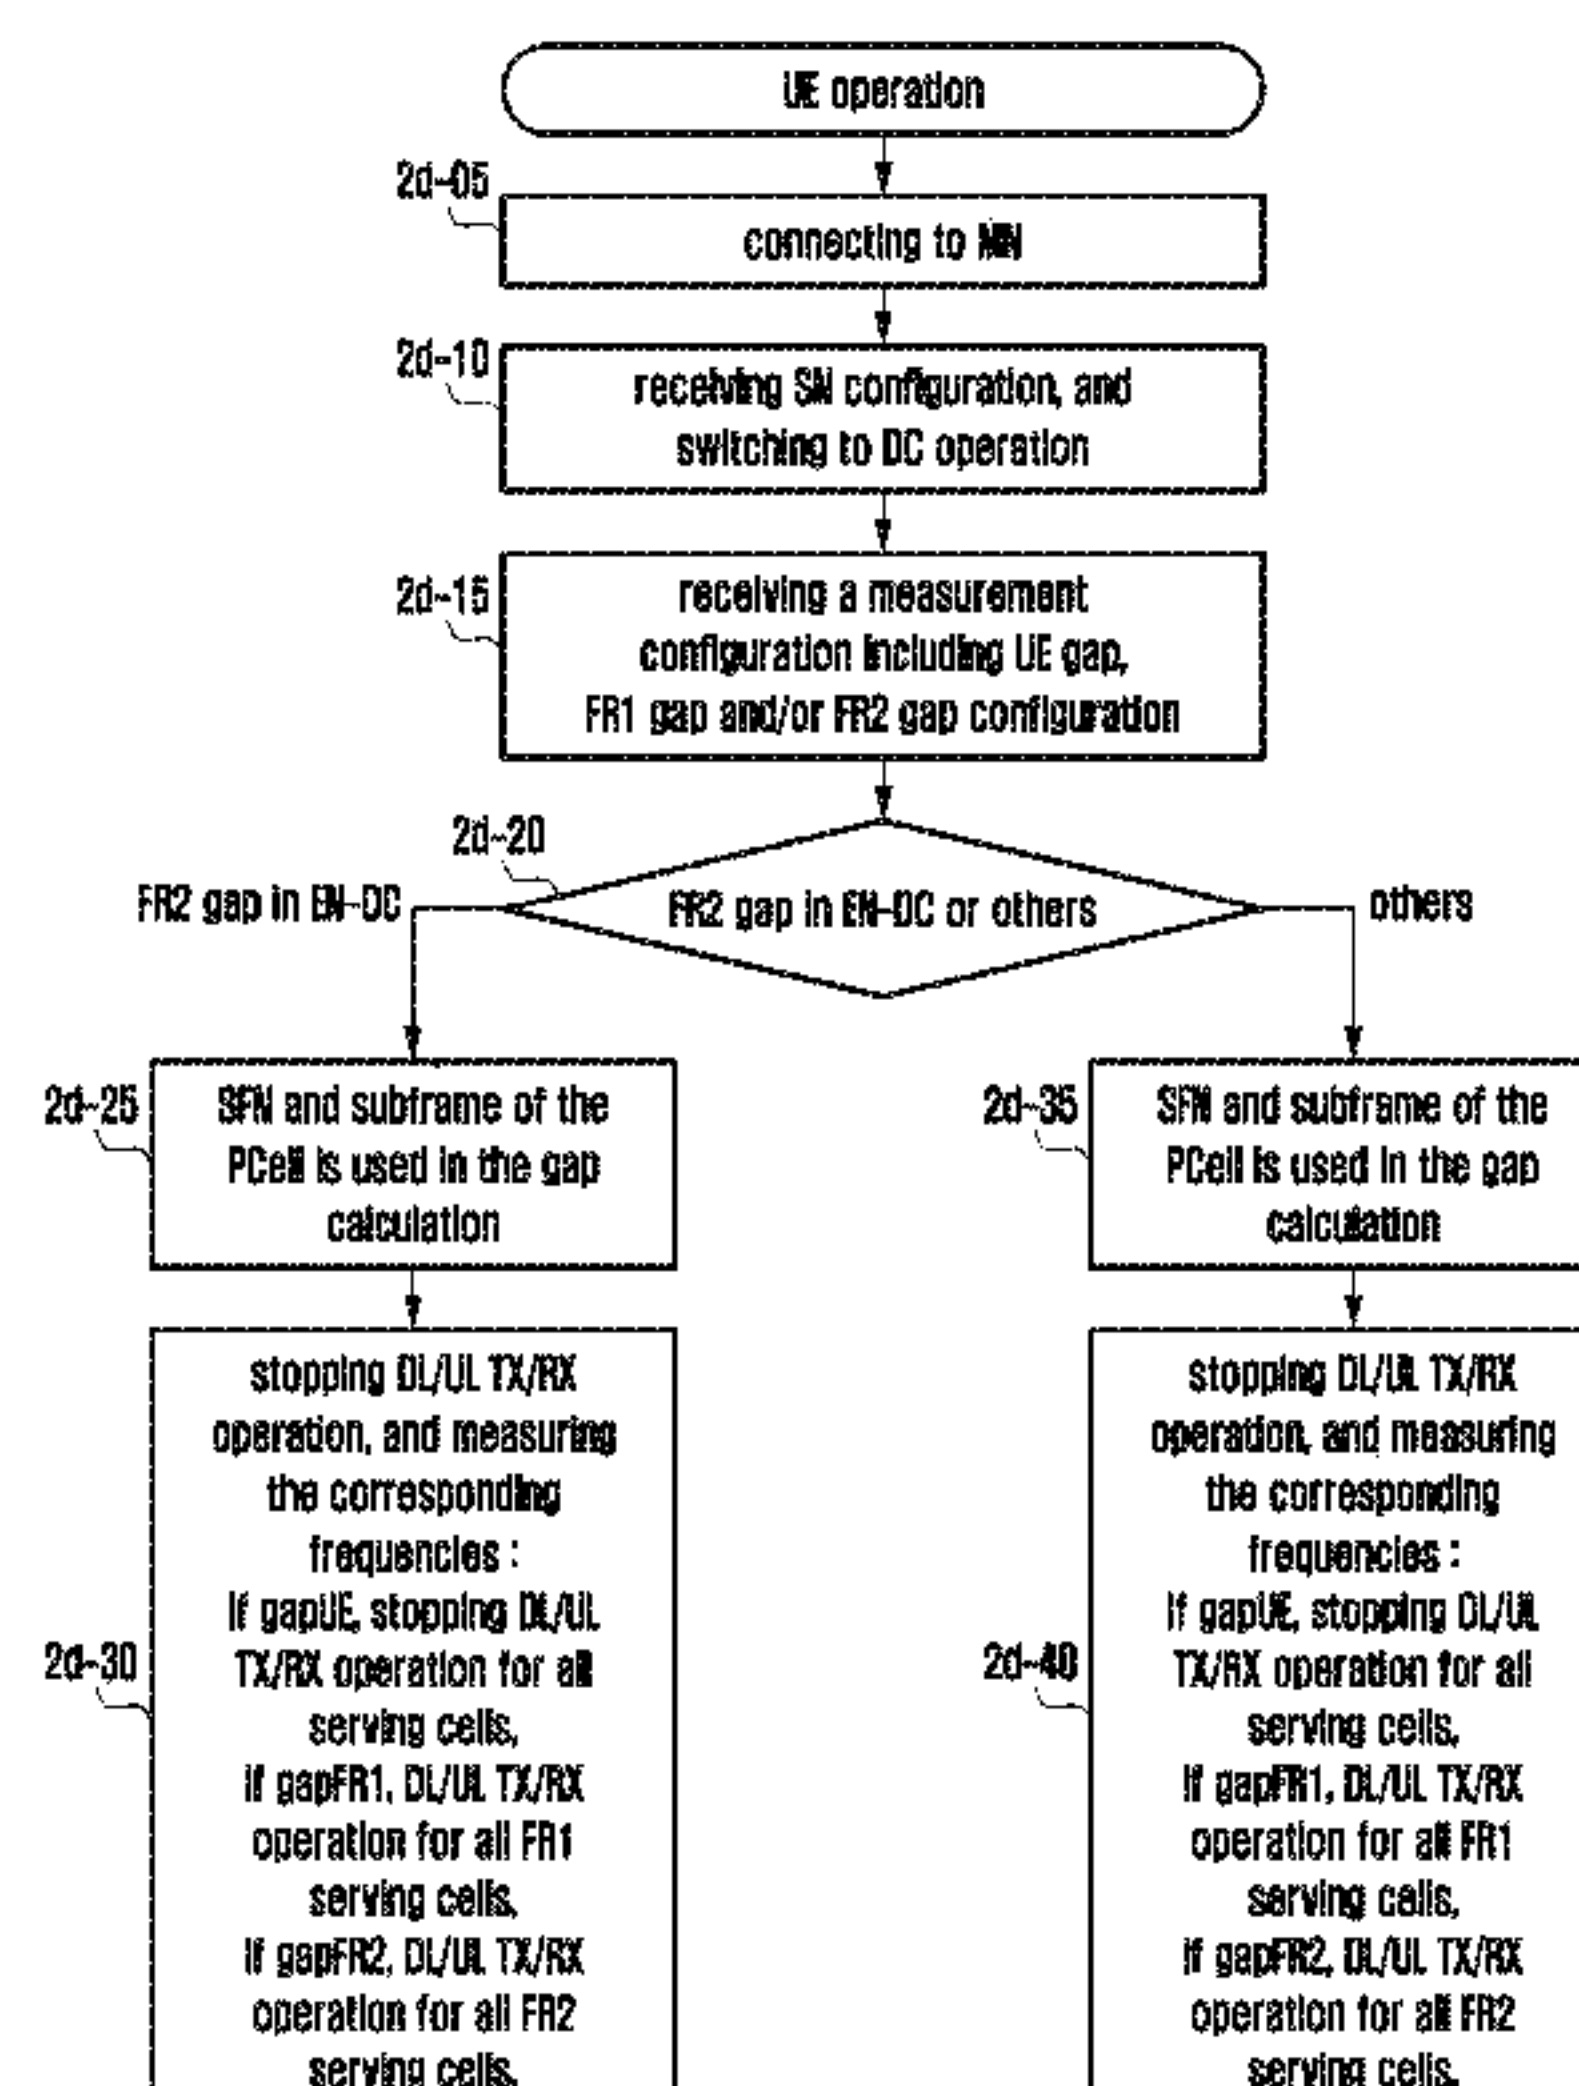 UE operation
2d-05
connecting to MN
2d-10
receiving SN configuration, and
switching to DC operation
2d-15
receiving a measurement
configuration including UE gap,
FR1 gap and/or FR2 gap configuration
2d-20
FR2 gap in EN-DC
FR2 gap in EN-DC or others
others
2d-25
SFN and subframe of the
PCell is used in the gap
calculation
2d-35
SFN and subframe of the
PCell is used in the gap
calculation
2d-30
stopping DL/UL TX/RX
operation, and measuring
the corresponding
frequencies :
If gapUE, stopping DL/UL
TX/RX operation for all
serving cells,
If gapFR1, DL/UL TX/RX
operation for all FR1
serving cells,
If gapFR2, DL/UL TX/RX
operation for all FR2
serving cells,
2d-40
stopping DL/UL TX/RX
operation, and measuring
the corresponding
frequencies :
If gapUE, stopping DL/UL
TX/RX operation for all
serving cells,
If gapFR1, DL/UL TX/RX
operation for all FR1
serving cells,
If gapFR2, DL/UL TX/RX
operation for all FR2
serving cells,